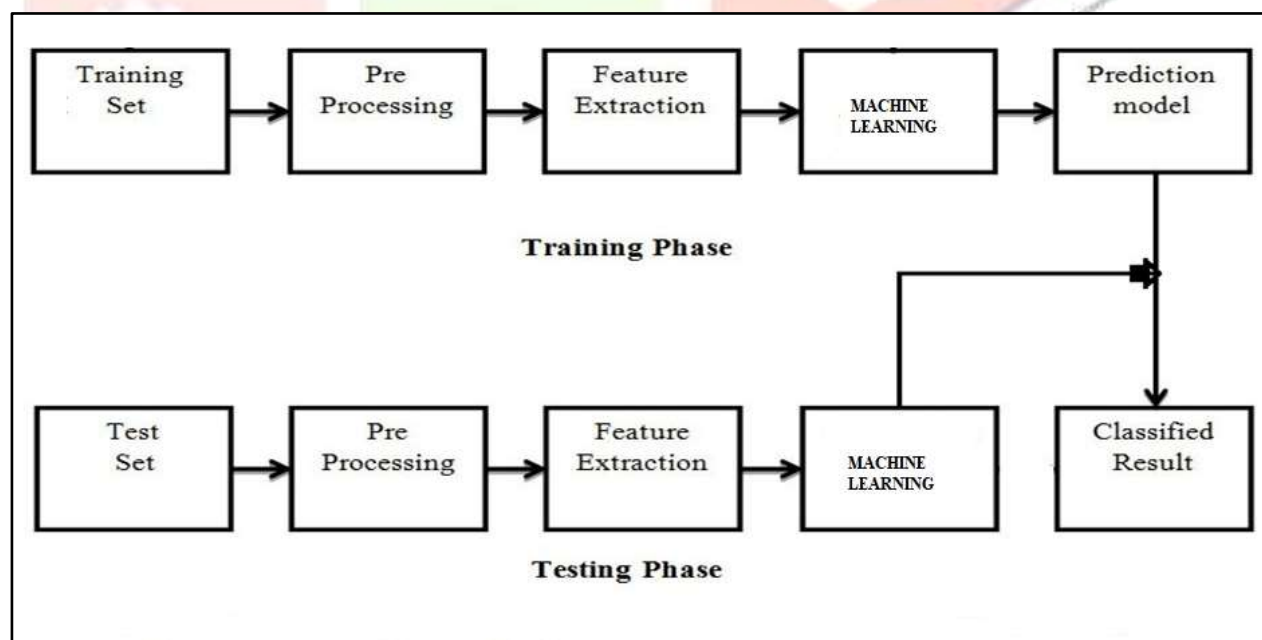 Training
Set
Pre
Processing
Feature
Extraction
MACHINE
LEARNING
Prediction
model
Training Phase
Test
Set
Pre
Processing
Feature
Extraction
MACHINE
LEARNING
Classified
Result
Testing Phase